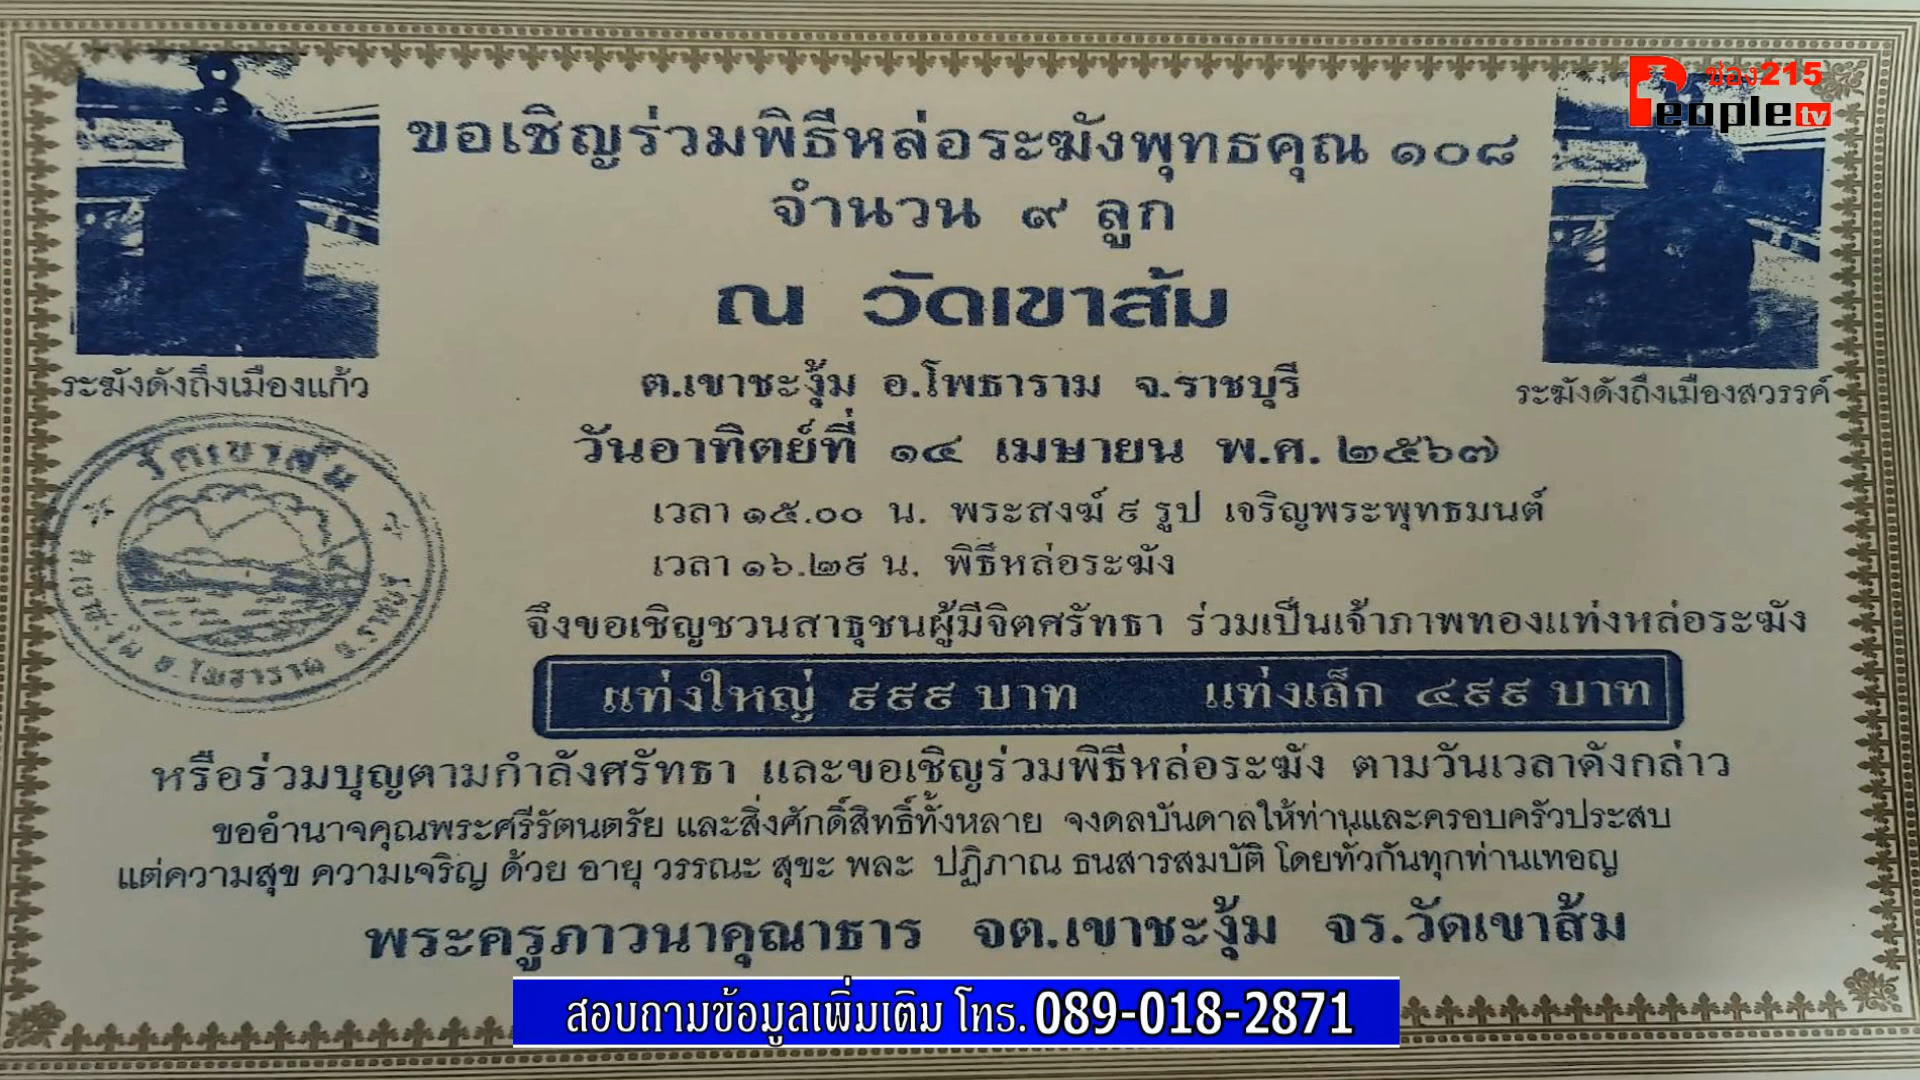 ช่อง215
People tv
ขอเชิญร่วมพิธีหล่อระฆังพุทธคุณ ๑๐๘
จำนวน ๙ ลูก
ณ วัดเขาส้ม
ระฆังดังถึงเมืองแก้ว
ระฆังดังถึงเมืองสวรรค์
ต.เขาชะงุ้ม อ.โพธาราม จ.ราชบุรี
วันอาทิตย์ที่ ๑๔ เมษายน พ.ศ. ๒๕๖๗
วัดเขาส้ม
ต.เขาชะงุ้ม อ.โพธาราม จ.ราชบุรี
เวลา ๑๕.๐๐ น. พระสงฆ์ ๙ รูป เจริญพระพุทธมนต์
เวลา ๑๖.๒๙ น. พิธีหล่อระฆัง
จึงขอเชิญชวนสาธุชนผู้มีจิตศรัทธา ร่วมเป็นเจ้าภาพทองแท่งหล่อระฆัง
แท่งใหญ่ ๙๙๙ บาท แท่งเล็ก ๔๙๙ บาท
หรือร่วมบุญตามกำลังศรัทธา และขอเชิญร่วมพิธีหล่อระฆัง ตามวันเวลาดังกล่าว
ขออำนาจคุณพระศรีรัตนตรัย และสิ่งศักดิ์สิทธิ์ทั้งหลาย จงดลบันดาลให้ท่านและครอบครัวประสบ
แต่ความสุข ความเจริญ ด้วย อายุ วรรณะ สุขะ พละ ปฏิภาณ ธนสารสมบัติ โดยทั่วกันทุกท่านเทอญ
พระครูภาวนาคุณาธาร จต.เขาชะงุ้ม จร.วัดเขาส้ม
สอบถามข้อมูลเพิ่มเติม โทร. 089-018-2871